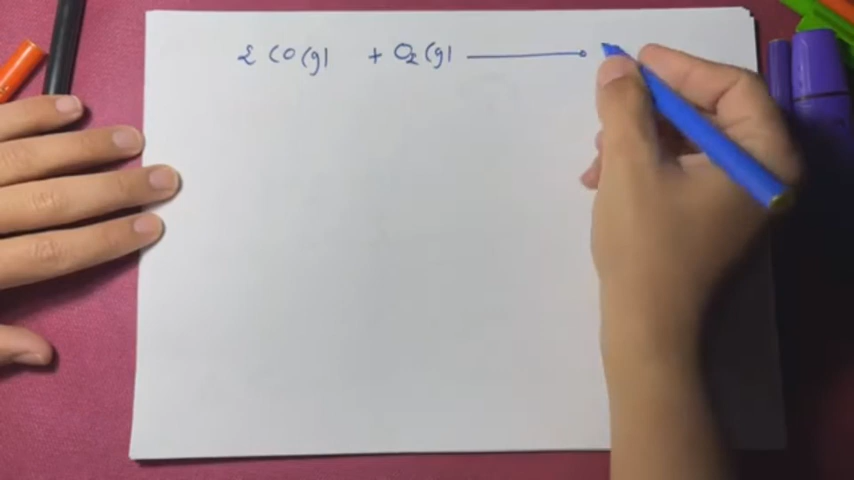 2 CO(g) + O₂(g) →